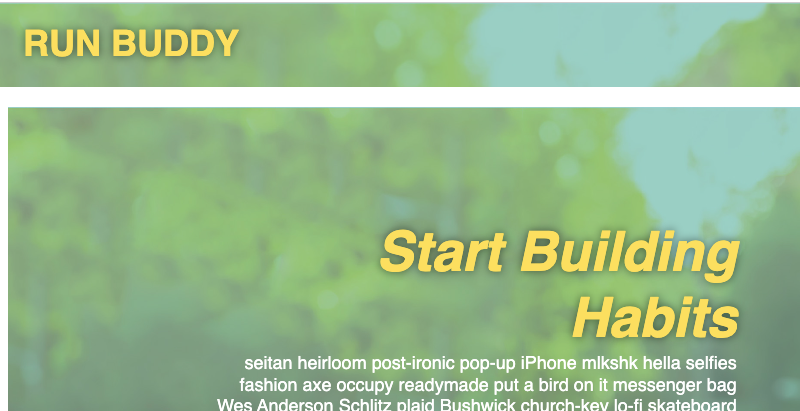 RUN BUDDY
Start Building
Habits
seitan heirloom post-ironic pop-up iPhone mlkshk hella selfies
fashion axe occupy readymade put a bird on it messenger bag
Wes Anderson Schlitz plaid Bushwick church-key lo-fi skateboard